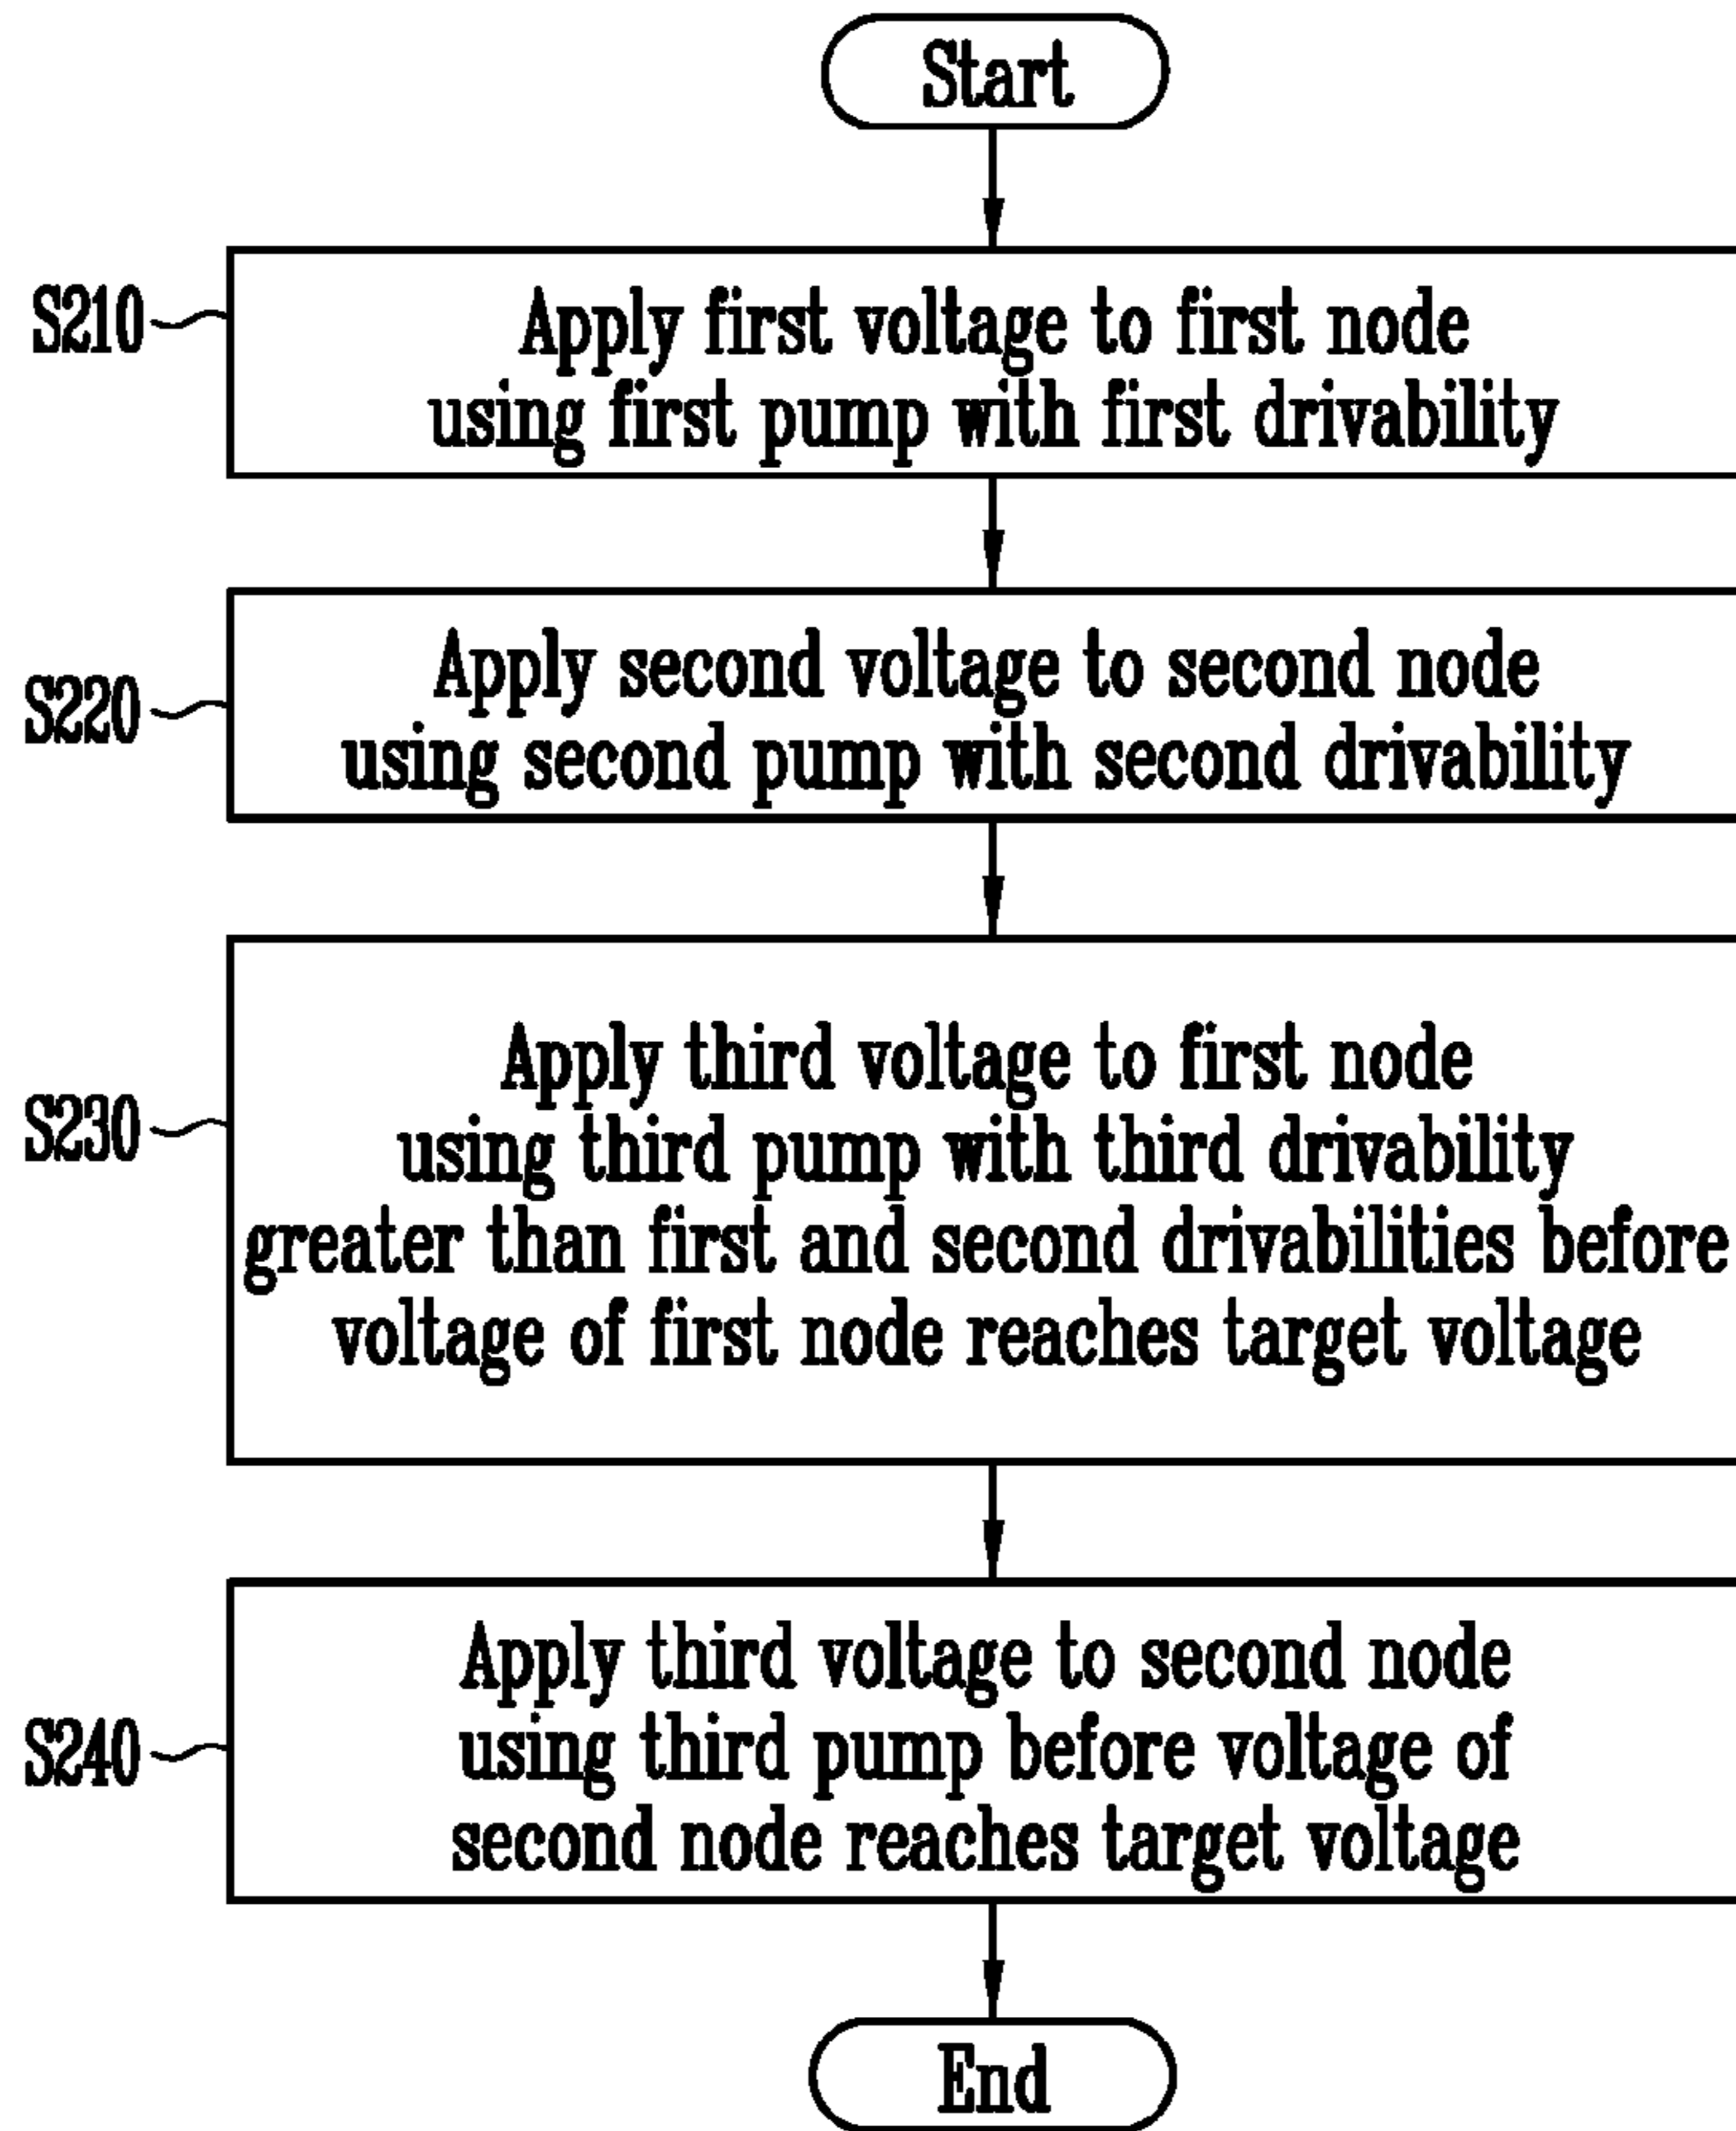 Start
S210
Apply first voltage to first node
using first pump with first drivability
S220
Apply second voltage to second node
using second pump with second drivability
S230
Apply third voltage to first node
using third pump with third drivability
greater than first and second drivabilities before
voltage of first node reaches target voltage
S240
Apply third voltage to second node
using third pump before voltage of
second node reaches target voltage
End